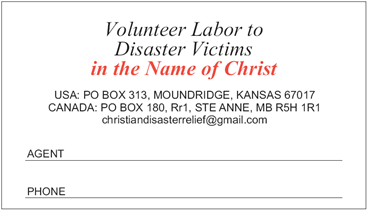 Volunteer Labor to
Disaster Victims
in the Name of Christ
USA: PO BOX 313, MOUNDRIDGE, KANSAS 67017
CANADA: PO BOX 180, Rr1, STE ANNE, MB R5H 1R1
christiandisasterrelief@gmail.com
AGENT
PHONE